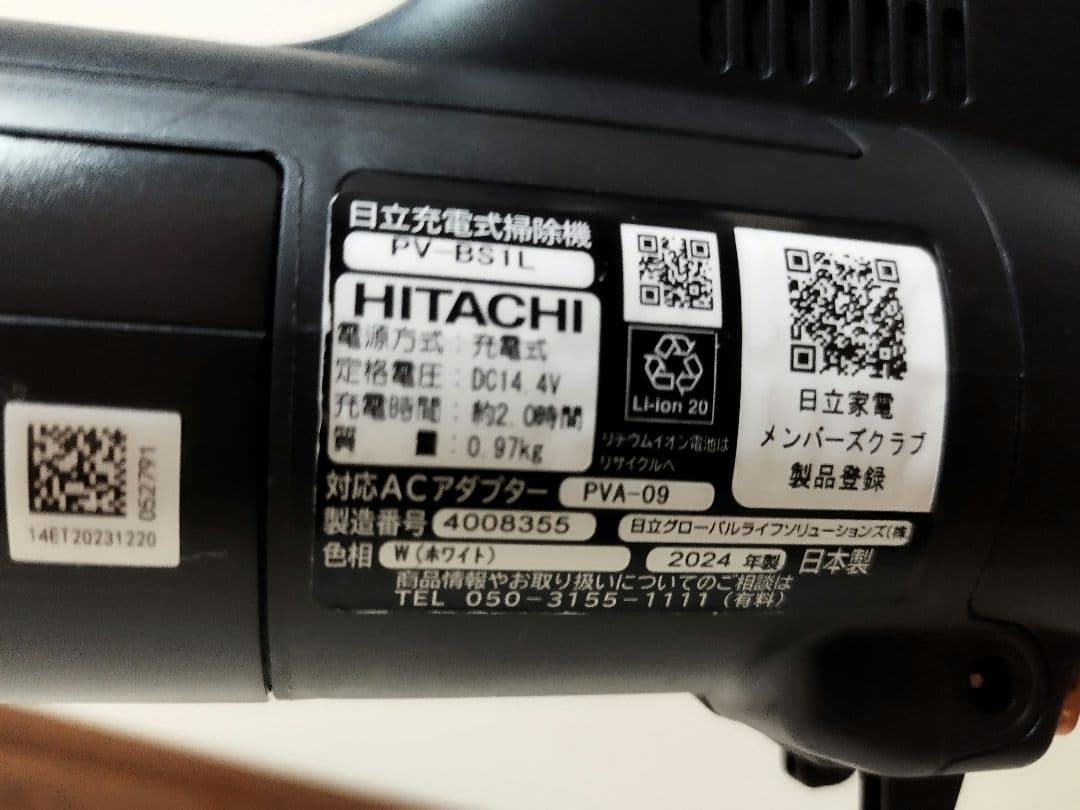 日立充電式掃除機
PV-BS1L
HITACHI
電源方式：充電式
定格電圧：DC14.4V
充電時間：約2.0時間
質　　量：0.97kg
Li-ion 20
リチウムイオン電池は
リサイクルへ
日立家電
メンバーズクラブ
製品登録
対応ACアダプター PVA-09
製造番号 4008355 日立グローバルライフソリューションズ(株)
色相 W(ホワイト) 2024 年製 日本製
商品情報やお取り扱いについてのご相談は
TEL 050-3155-1111(有料)
0527791
14ET20231220